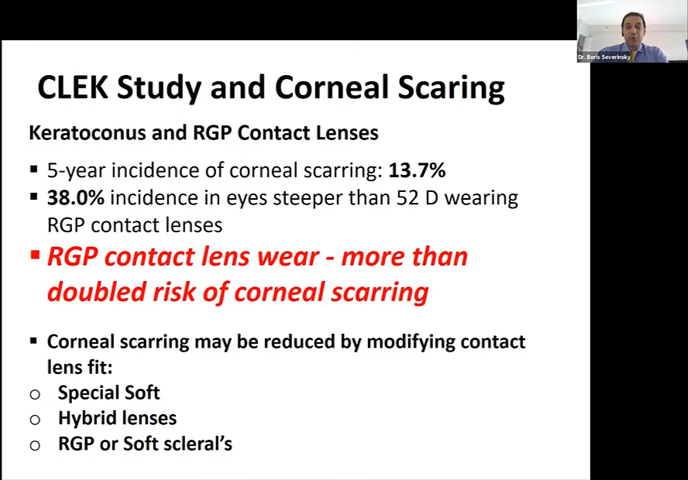 CLEK Study and Corneal Scaring
Keratoconus and RGP Contact Lenses
▪ 5-year incidence of corneal scarring: 13.7%
▪ 38.0% incidence in eyes steeper than 52 D wearing
RGP contact lenses
▪ RGP contact lens wear - more than
doubled risk of corneal scarring
▪ Corneal scarring may be reduced by modifying contact
lens fit:
o Special Soft
o Hybrid lenses
o RGP or Soft scleral's
Dr. Boris Severinsky